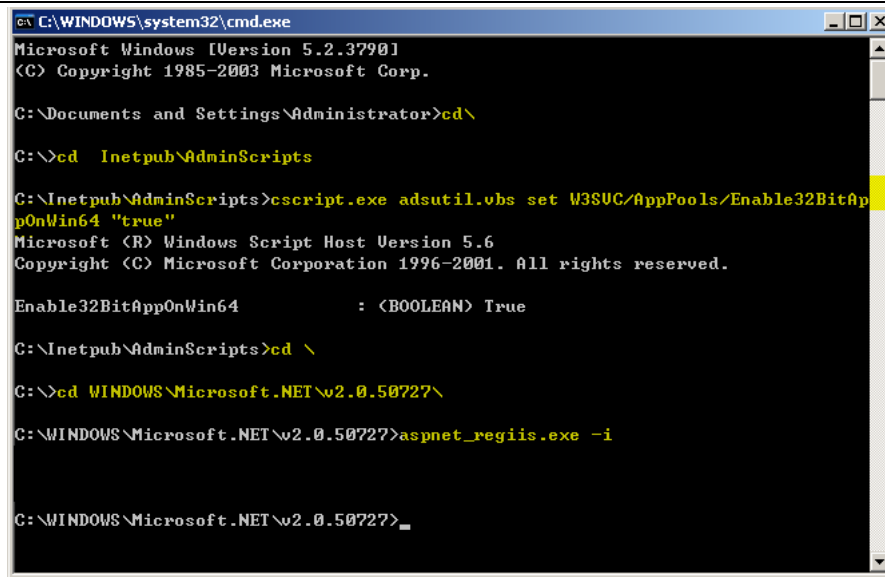 C:\WINDOWS\system32\cmd.exe
Microsoft Windows [Version 5.2.3790]
(C) Copyright 1985-2003 Microsoft Corp.
C:\Documents and Settings\Administrator>cd\
C:\>cd  Inetpub\AdminScripts
C:\Inetpub\AdminScripts>cscript.exe adsutil.vbs set W3SVC/AppPools/Enable32BitAp
pOnWin64 "true"
Microsoft (R) Windows Script Host Version 5.6
Copyright (C) Microsoft Corporation 1996-2001. All rights reserved.
Enable32BitAppOnWin64           : (BOOLEAN) True
C:\Inetpub\AdminScripts>cd \
C:\>cd WINDOWS\Microsoft.NET\v2.0.50727\
C:\WINDOWS\Microsoft.NET\v2.0.50727>aspnet_regiis.exe -i
C:\WINDOWS\Microsoft.NET\v2.0.50727>_